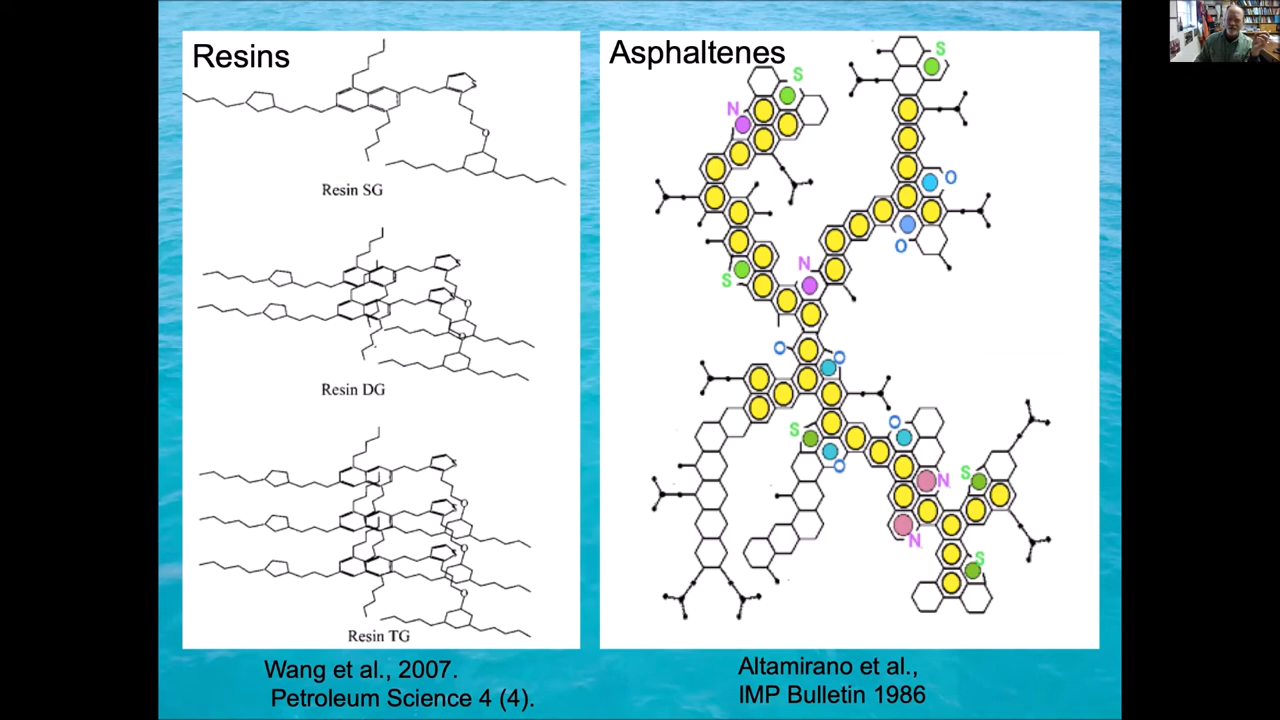 Resins
Resin SG
Resin DG
Resin TG
Wang et al., 2007.
Petroleum Science 4 (4).
Asphaltenes
S
S
N
O
O
N
S
O
O
O
S
O
N
S
N
S
Altamirano et al.,
IMP Bulletin 1986